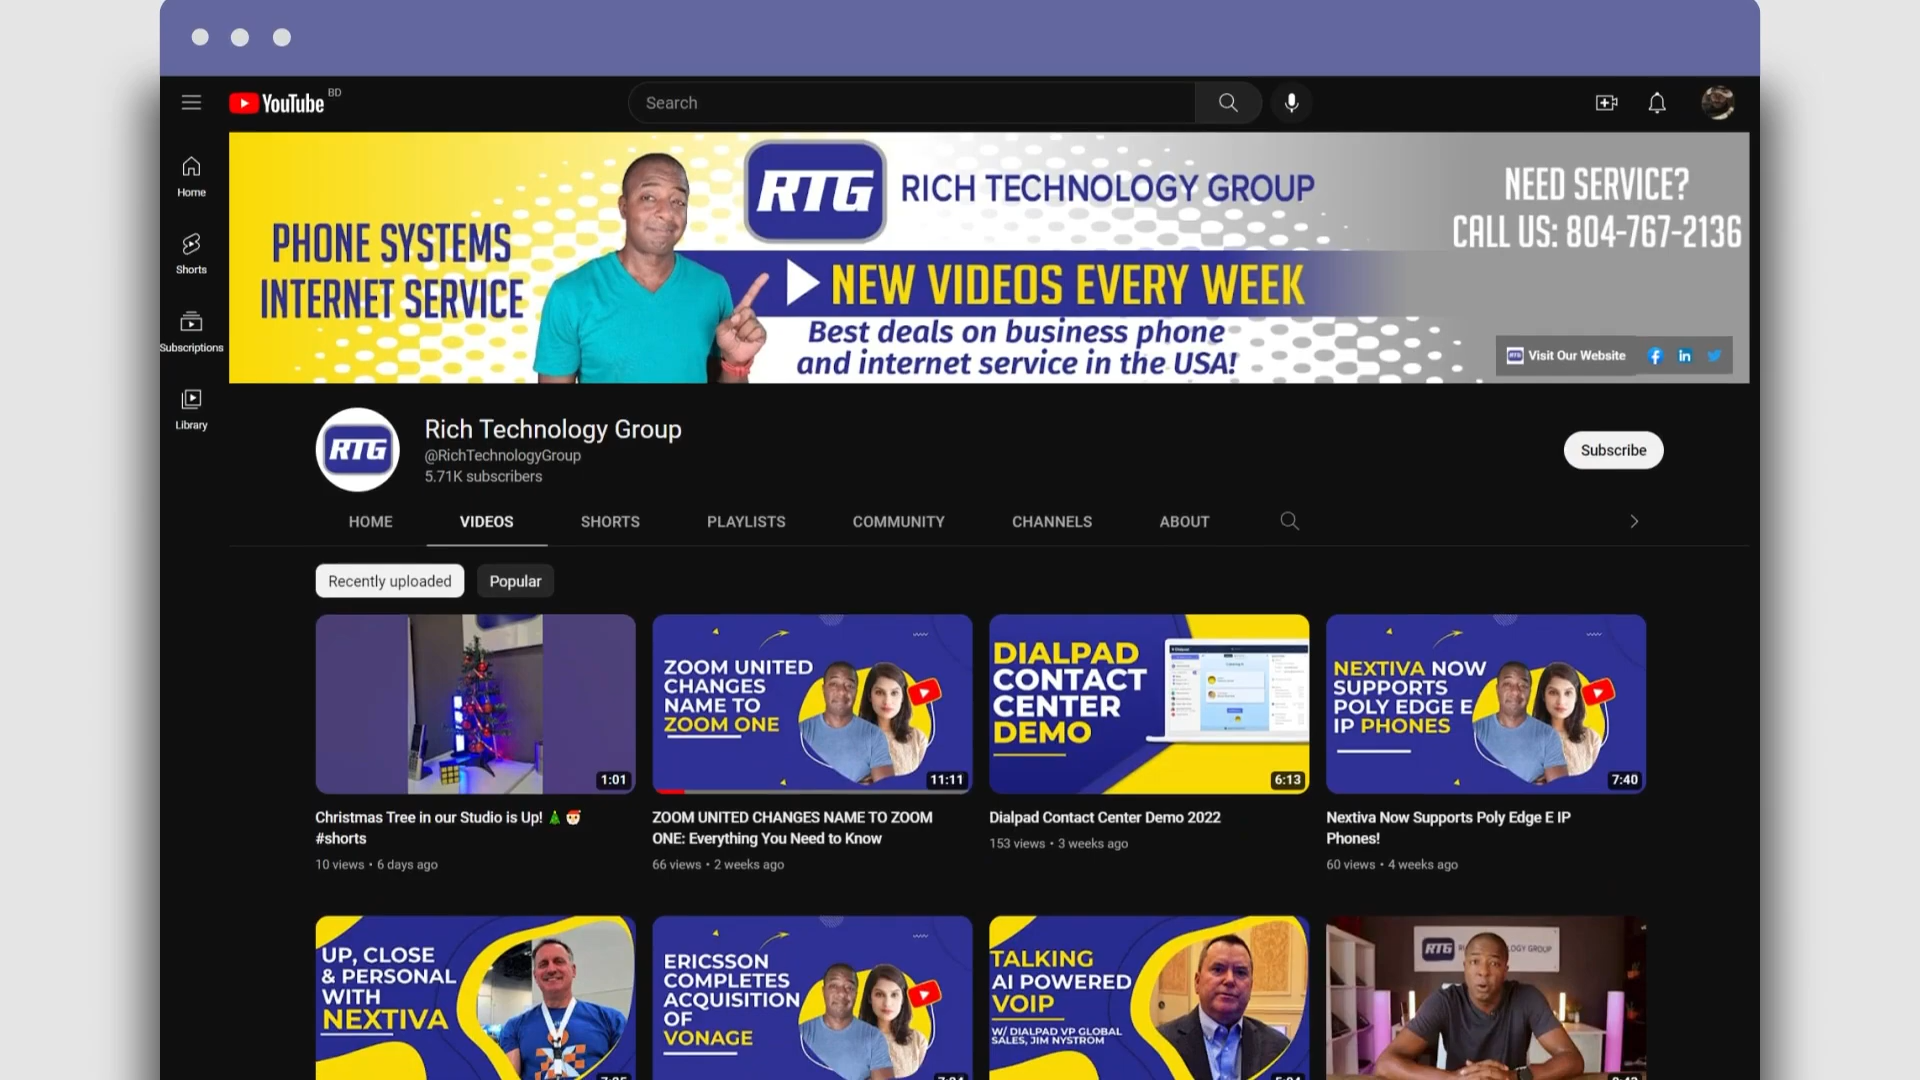 YouTube BD
Search
Home
Shorts
Subscriptions
Library
PHONE SYSTEMS
INTERNET SERVICE
RTG RICH TECHNOLOGY GROUP
NEW VIDEOS EVERY WEEK
Best deals on business phone
and internet service in the USA!
NEED SERVICE?
CALL US: 804-767-2136
RTG Visit Our Website
RTG
Rich Technology Group
@RichTechnologyGroup
5.71K subscribers
Subscribe
HOME VIDEOS SHORTS PLAYLISTS COMMUNITY CHANNELS ABOUT
Recently uploaded Popular
1:01
Christmas Tree in our Studio is Up! 🎄 🎅
#shorts
10 views • 6 days ago
ZOOM UNITED
CHANGES
NAME TO
ZOOM ONE
11:11
ZOOM UNITED CHANGES NAME TO ZOOM
ONE: Everything You Need to Know
66 views • 2 weeks ago
DIALPAD
CONTACT
CENTER
DEMO
6:13
Dialpad Contact Center Demo 2022
153 views • 3 weeks ago
NEXTIVA NOW
SUPPORTS
POLY EDGE E
IP PHONES
7:40
Nextiva Now Supports Poly Edge E IP
Phones!
60 views • 4 weeks ago
UP, CLOSE
& PERSONAL
WITH
NEXTIVA
ERICSSON
COMPLETES
ACQUISITION
OF
VONAGE
TALKING
AI POWERED
VOIP
W/ DIALPAD VP GLOBAL
SALES, JIM NYSTROM
RTG